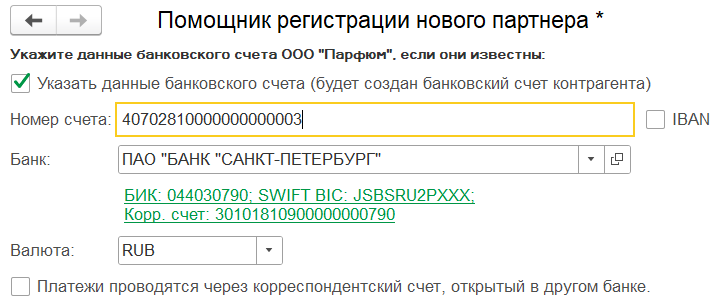 Помощник регистрации нового партнера *
Укажите данные банковского счета ООО "Парфюм", если они известны:
Указать данные банковского счета (будет создан банковский счет контрагента)
Номер счета: 40702810000000000003 IBAN
Банк: ПАО "БАНК "САНКТ-ПЕТЕРБУРГ"
БИК: 044030790; SWIFT BIC: JSBSRU2PXXX;
Корр. счет: 30101810900000000790
Валюта: RUB
Платежи проводятся через корреспондентский счет, открытый в другом банке.